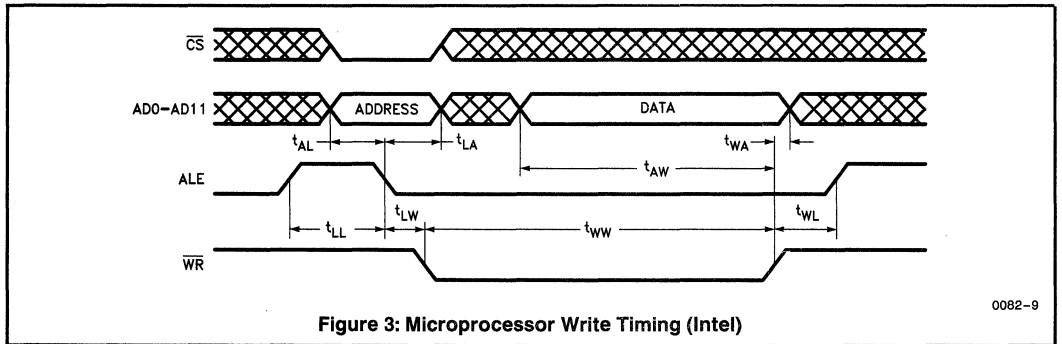 CS
AD0–AD11 ADDRESS DATA
tAL tLA tWA
tAW
ALE
tLW tWL
tLL tWW
WR
0082–9
Figure 3: Microprocessor Write Timing (Intel)